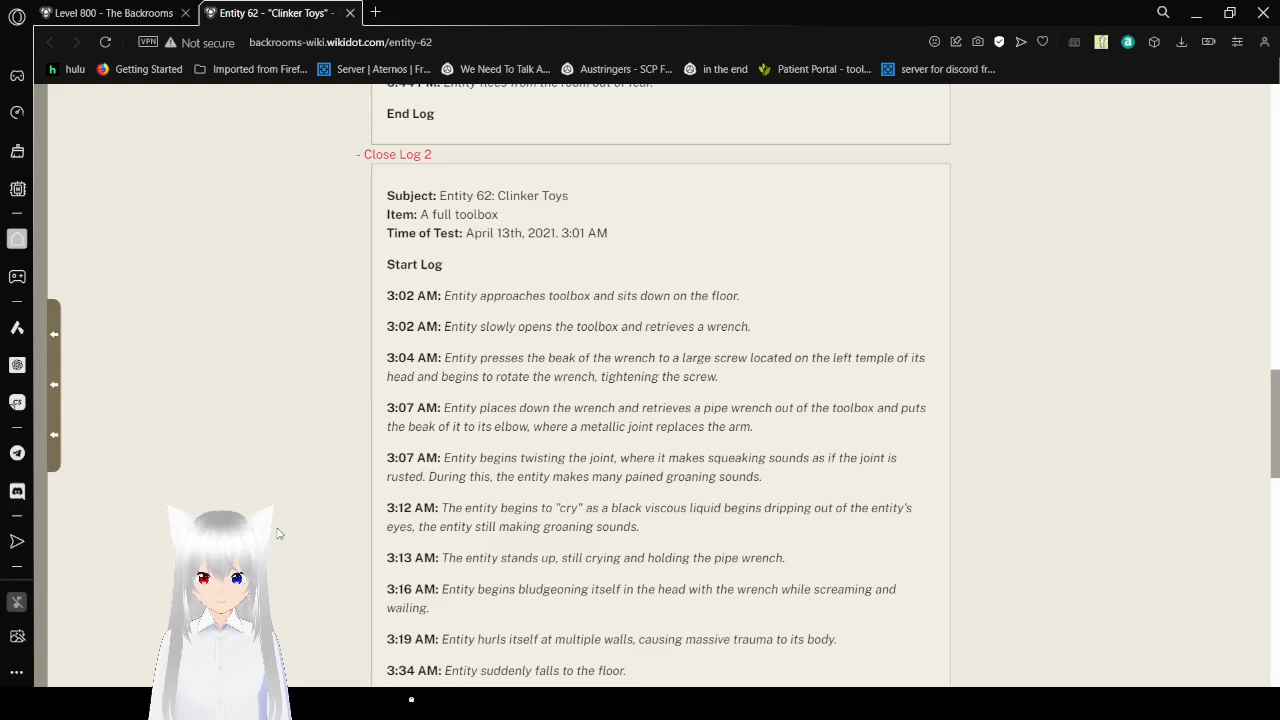 Level 800 - The Backrooms
Entity 62 - "Clinker Toys" -
VPN
Not secure
backrooms-wiki.wikidot.com/entity-62
hulu
Getting Started
Imported from Firef...
Server | Aternos | Fr...
We Need To Talk A...
Austringers - SCP F...
in the end
Patient Portal - tool...
server for discord fr...
End Log
- Close Log 2
Subject: Entity 62: Clinker Toys
Item: A full toolbox
Time of Test: April 13th, 2021. 3:01 AM
Start Log
3:02 AM: Entity approaches toolbox and sits down on the floor.
3:02 AM: Entity slowly opens the toolbox and retrieves a wrench.
3:04 AM: Entity presses the beak of the wrench to a large screw located on the left temple of its
head and begins to rotate the wrench, tightening the screw.
3:07 AM: Entity places down the wrench and retrieves a pipe wrench out of the toolbox and puts
the beak of it to its elbow, where a metallic joint replaces the arm.
3:07 AM: Entity begins twisting the joint, where it makes squeaking sounds as if the joint is
rusted. During this, the entity makes many pained groaning sounds.
3:12 AM: The entity begins to "cry" as a black viscous liquid begins dripping out of the entity's
eyes, the entity still making groaning sounds.
3:13 AM: The entity stands up, still crying and holding the pipe wrench.
3:16 AM: Entity begins bludgeoning itself in the head with the wrench while screaming and
wailing.
3:19 AM: Entity hurls itself at multiple walls, causing massive trauma to its body.
3:34 AM: Entity suddenly falls to the floor.